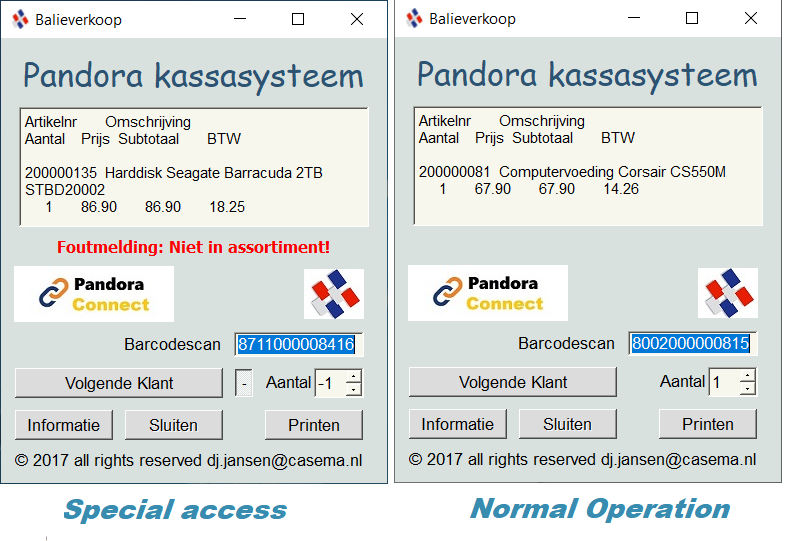 Balieverkoop
Pandora kassasysteem
Artikelnr Omschrijving
Aantal Prijs Subtotaal BTW
200000135 Harddisk Seagate Barracuda 2TB
STBD20002
1 86.90 86.90 18.25
Foutmelding: Niet in assortiment!
Pandora
Connect
Barcodescan 8711000008416
Volgende Klant - Aantal -1
Informatie Sluiten Printen
© 2017 all rights reserved dj.jansen@casema.nl
Special access
Balieverkoop
Pandora kassasysteem
Artikelnr Omschrijving
Aantal Prijs Subtotaal BTW
200000081 Computervoeding Corsair CS550M
1 67.90 67.90 14.26
Pandora
Connect
Barcodescan 8002000000815
Volgende Klant Aantal 1
Informatie Sluiten Printen
© 2017 all rights reserved dj.jansen@casema.nl
Normal Operation